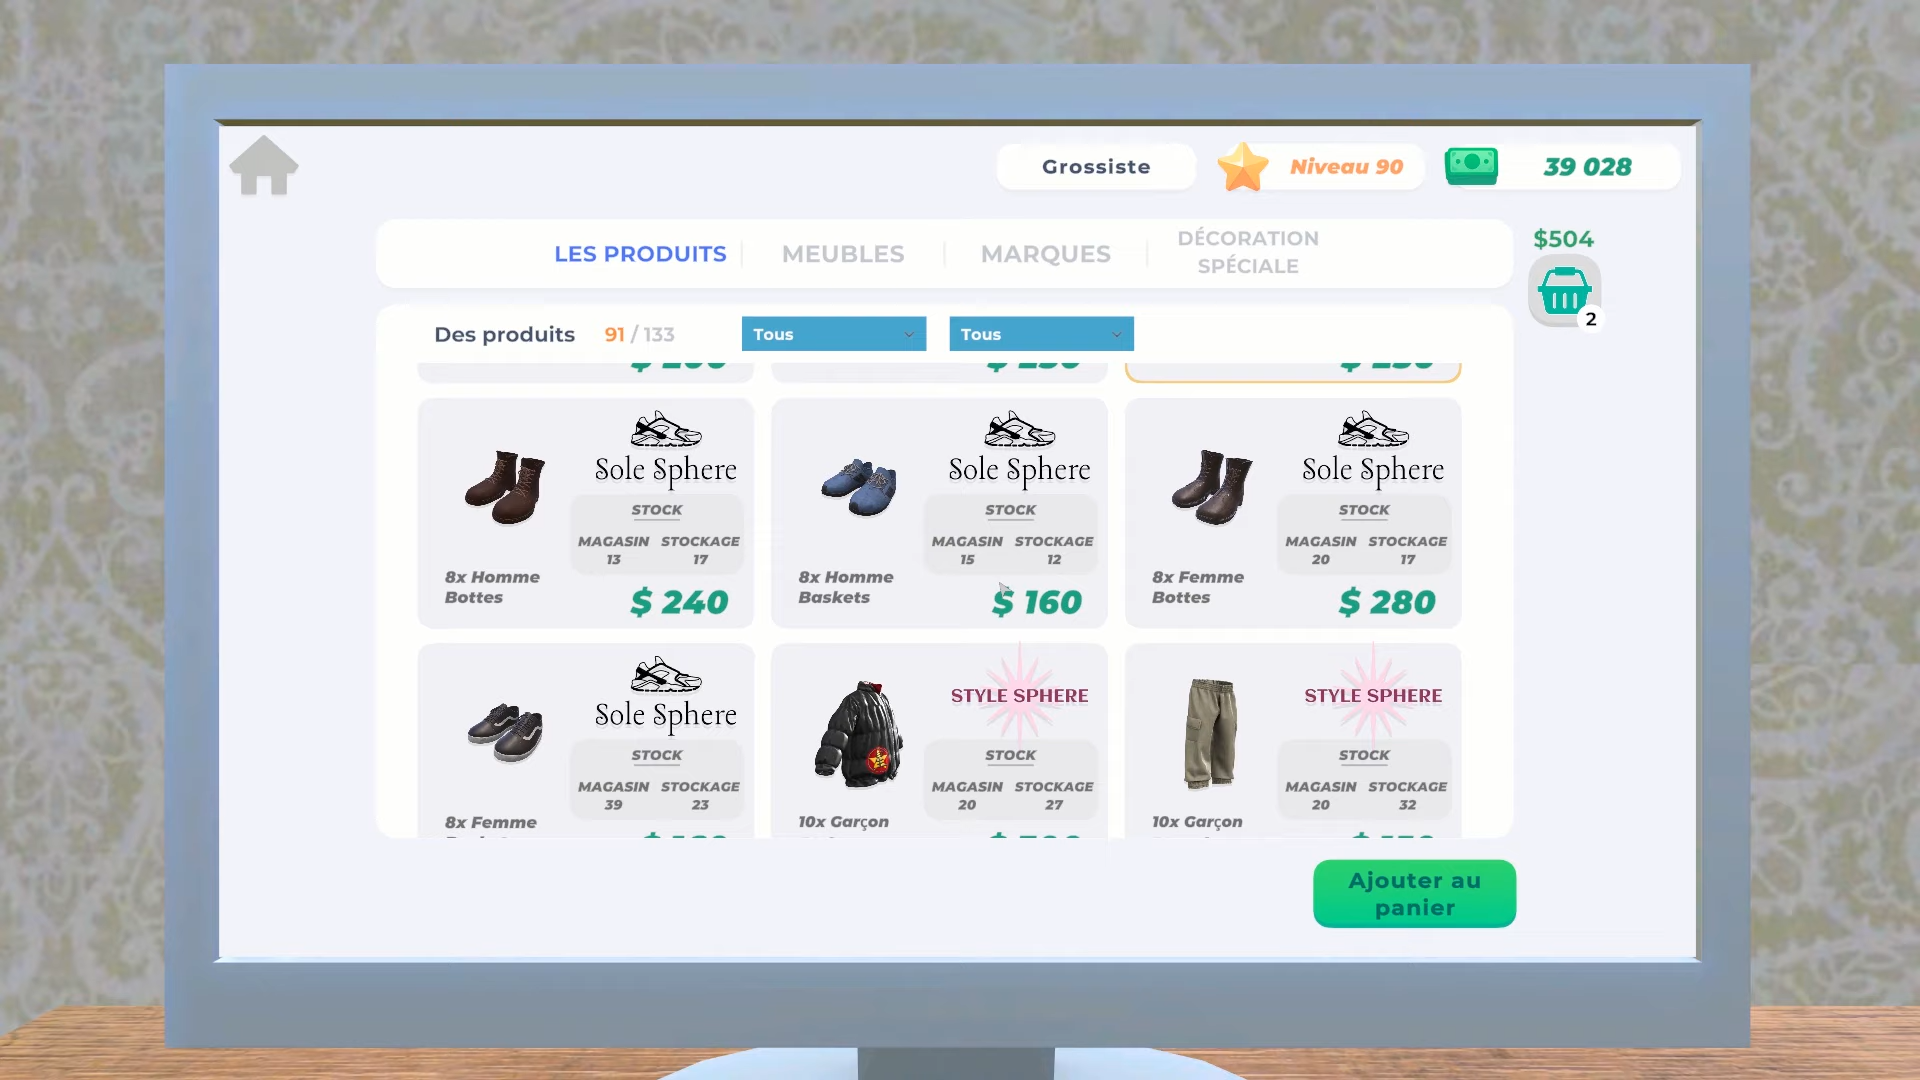 Grossiste
Niveau 90
39 028
LES PRODUITS
MEUBLES
MARQUES
DÉCORATION
SPÉCIALE
$504
2
Des produits 91 / 133
Tous
Tous
Sole Sphere
STOCK
MAGASIN STOCKAGE
13 17
8x Homme
Bottes
$ 240
Sole Sphere
STOCK
MAGASIN STOCKAGE
15 12
8x Homme
Baskets
$ 160
Sole Sphere
STOCK
MAGASIN STOCKAGE
20 17
8x Femme
Bottes
$ 280
Sole Sphere
STOCK
MAGASIN STOCKAGE
39 23
8x Femme
STYLE SPHERE
STOCK
MAGASIN STOCKAGE
20 27
10x Garçon
STYLE SPHERE
STOCK
MAGASIN STOCKAGE
20 32
10x Garçon
Ajouter au
panier